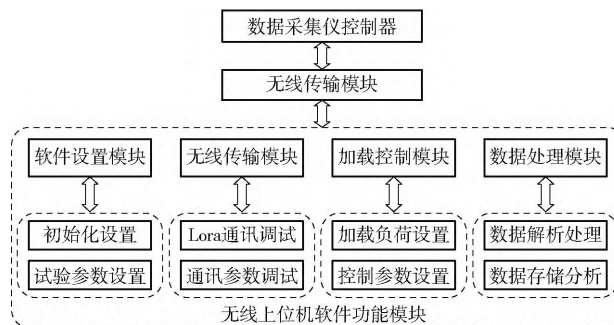 数据采集仪控制器
无线传输模块
软件设置模块 无线传输模块 加载控制模块 数据处理模块
初始化设置 Lora通讯调试 加载负荷设置 数据解析处理
试验参数设置 通讯参数调试 控制参数设置 数据存储分析
无线上位机软件功能模块